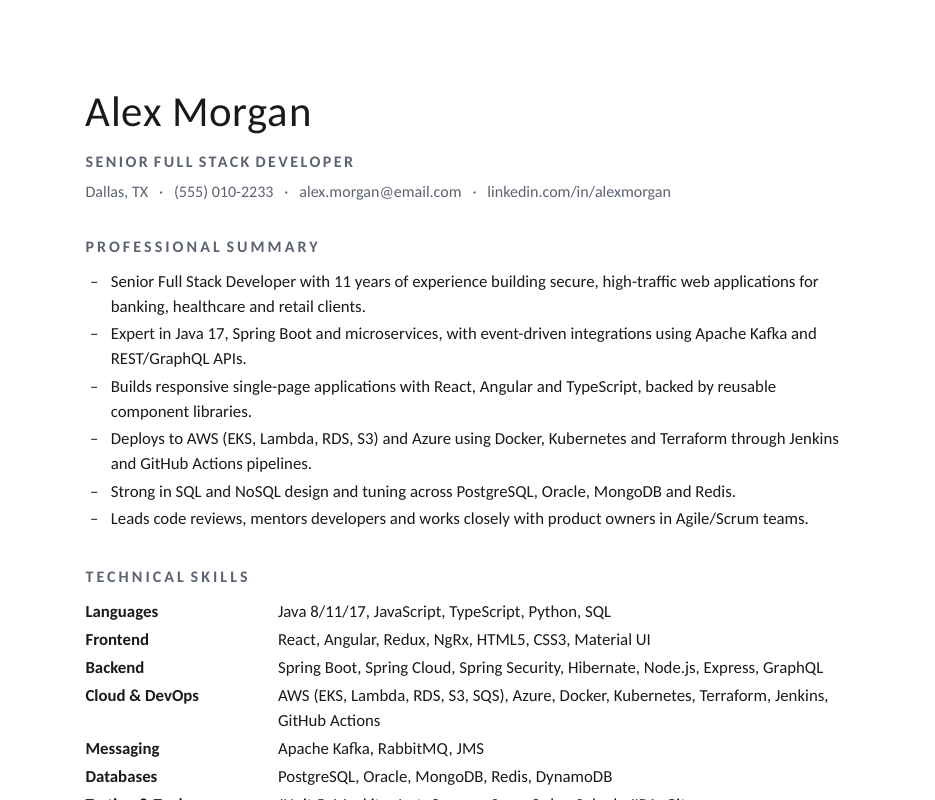 Alex Morgan
SENIOR FULL STACK DEVELOPER
Dallas, TX · (555) 010-2233 · alex.morgan@email.com · linkedin.com/in/alexmorgan
PROFESSIONAL SUMMARY
– Senior Full Stack Developer with 11 years of experience building secure, high-traffic web applications for
banking, healthcare and retail clients.
– Expert in Java 17, Spring Boot and microservices, with event-driven integrations using Apache Kafka and
REST/GraphQL APIs.
– Builds responsive single-page applications with React, Angular and TypeScript, backed by reusable
component libraries.
– Deploys to AWS (EKS, Lambda, RDS, S3) and Azure using Docker, Kubernetes and Terraform through Jenkins
and GitHub Actions pipelines.
– Strong in SQL and NoSQL design and tuning across PostgreSQL, Oracle, MongoDB and Redis.
– Leads code reviews, mentors developers and works closely with product owners in Agile/Scrum teams.
TECHNICAL SKILLS
Languages Java 8/11/17, JavaScript, TypeScript, Python, SQL
Frontend React, Angular, Redux, NgRx, HTML5, CSS3, Material UI
Backend Spring Boot, Spring Cloud, Spring Security, Hibernate, Node.js, Express, GraphQL
Cloud & DevOps AWS (EKS, Lambda, RDS, S3, SQS), Azure, Docker, Kubernetes, Terraform, Jenkins,
GitHub Actions
Messaging Apache Kafka, RabbitMQ, JMS
Databases PostgreSQL, Oracle, MongoDB, Redis, DynamoDB